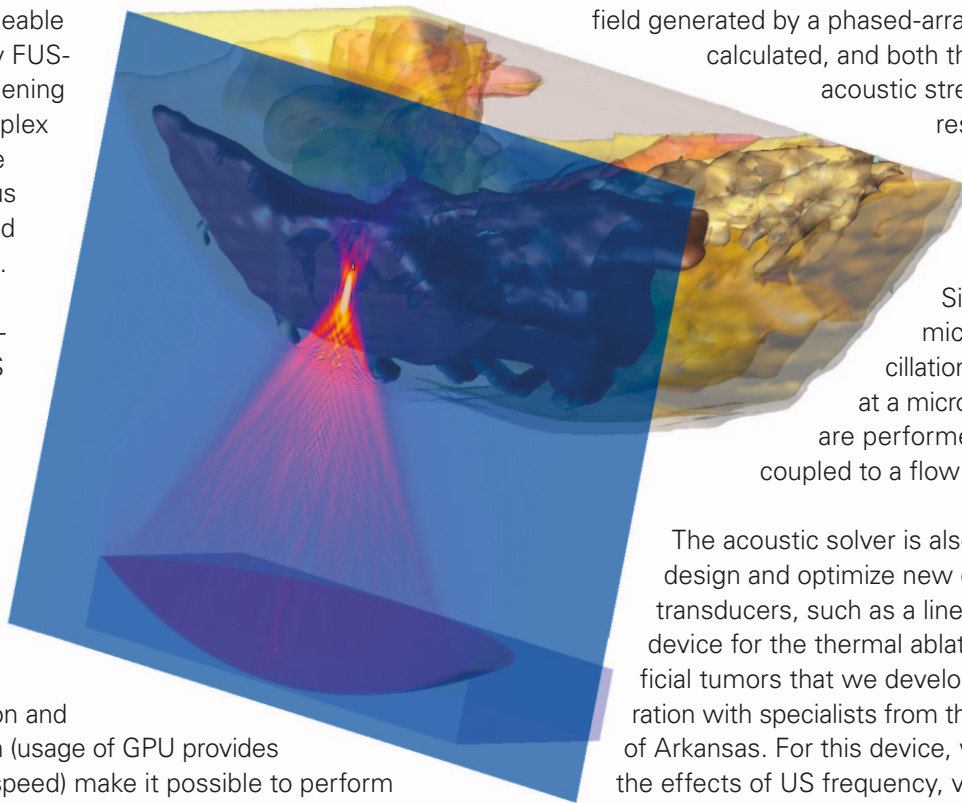 eable
y FUS-
ening
plex
e
us
d
.
-
S
on and
n (usage of GPU provides
speed) make it possible to perform
field generated by a phased-arra
calculated, and both th
acoustic stre
res
Si
mic
cillation
at a micro
are performe
coupled to a flow
The acoustic solver is also
design and optimize new
transducers, such as a line
device for the thermal ablat
ficial tumors that we develo
ration with specialists from th
of Arkansas. For this device, v
the effects of US frequency, v